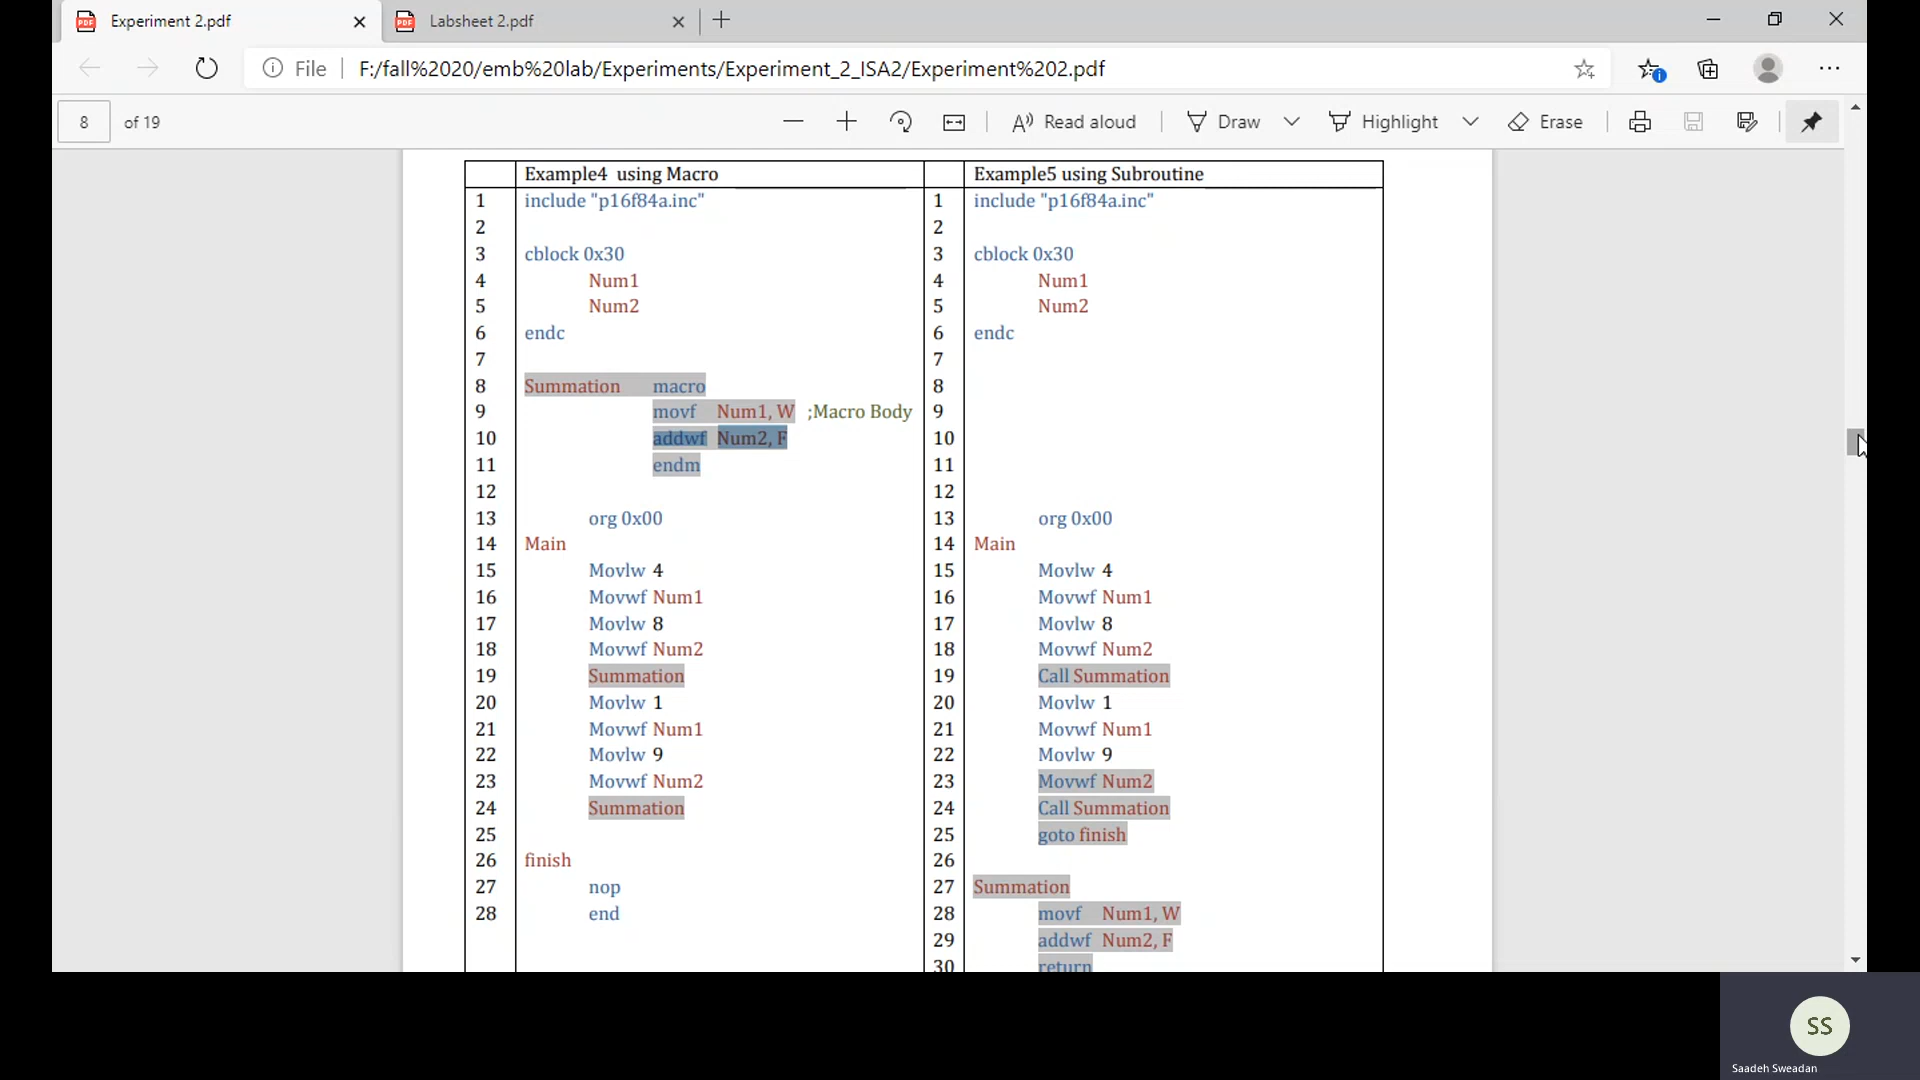 Experiment 2.pdf
Labsheet 2.pdf
File
F:/fall%2020/emb%20lab/Experiments/Experiment_2_ISA2/Experiment%202.pdf
8 of 19
Read aloud
Draw
Highlight
Erase
Example4 using Macro
1 include "p16f84a.inc"
2
3 cblock 0x30
4 Num1
5 Num2
6 endc
7
8 Summation macro
9 movf Num1, W ;Macro Body
10 addwf Num2, F
11 endm
12
13 org 0x00
14 Main
15 Movlw 4
16 Movwf Num1
17 Movlw 8
18 Movwf Num2
19 Summation
20 Movlw 1
21 Movwf Num1
22 Movlw 9
23 Movwf Num2
24 Summation
25
26 finish
27 nop
28 end
Example5 using Subroutine
1 include "p16f84a.inc"
2
3 cblock 0x30
4 Num1
5 Num2
6 endc
7
8
9
10
11
12
13 org 0x00
14 Main
15 Movlw 4
16 Movwf Num1
17 Movlw 8
18 Movwf Num2
19 Call Summation
20 Movlw 1
21 Movwf Num1
22 Movlw 9
23 Movwf Num2
24 Call Summation
25 goto finish
26
27 Summation
28 movf Num1, W
29 addwf Num2, F
30 return
SS
Saadeh Sweadan